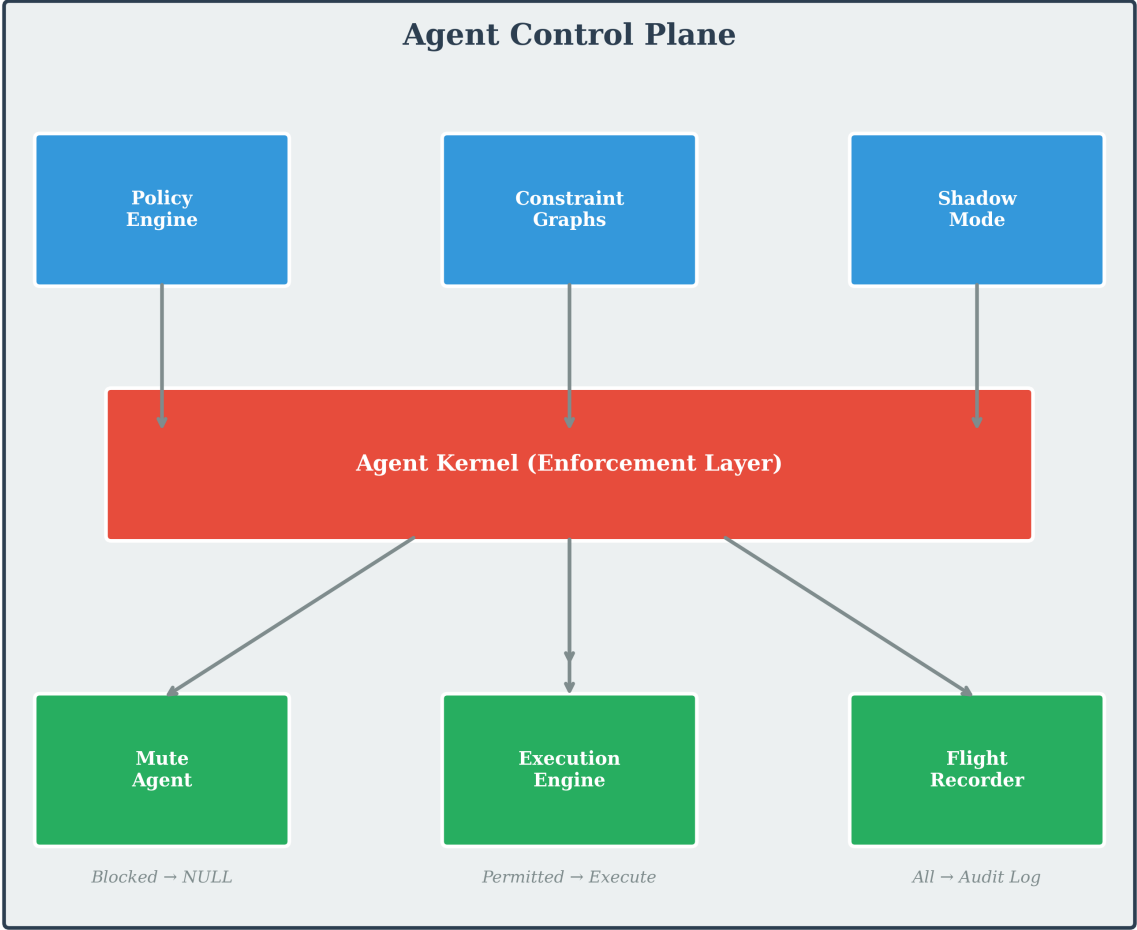 Agent Control Plane
Policy
Engine
Constraint
Graphs
Shadow
Mode
Agent Kernel (Enforcement Layer)
Mute
Agent
Execution
Engine
Flight
Recorder
Blocked → NULL
Permitted → Execute
All → Audit Log